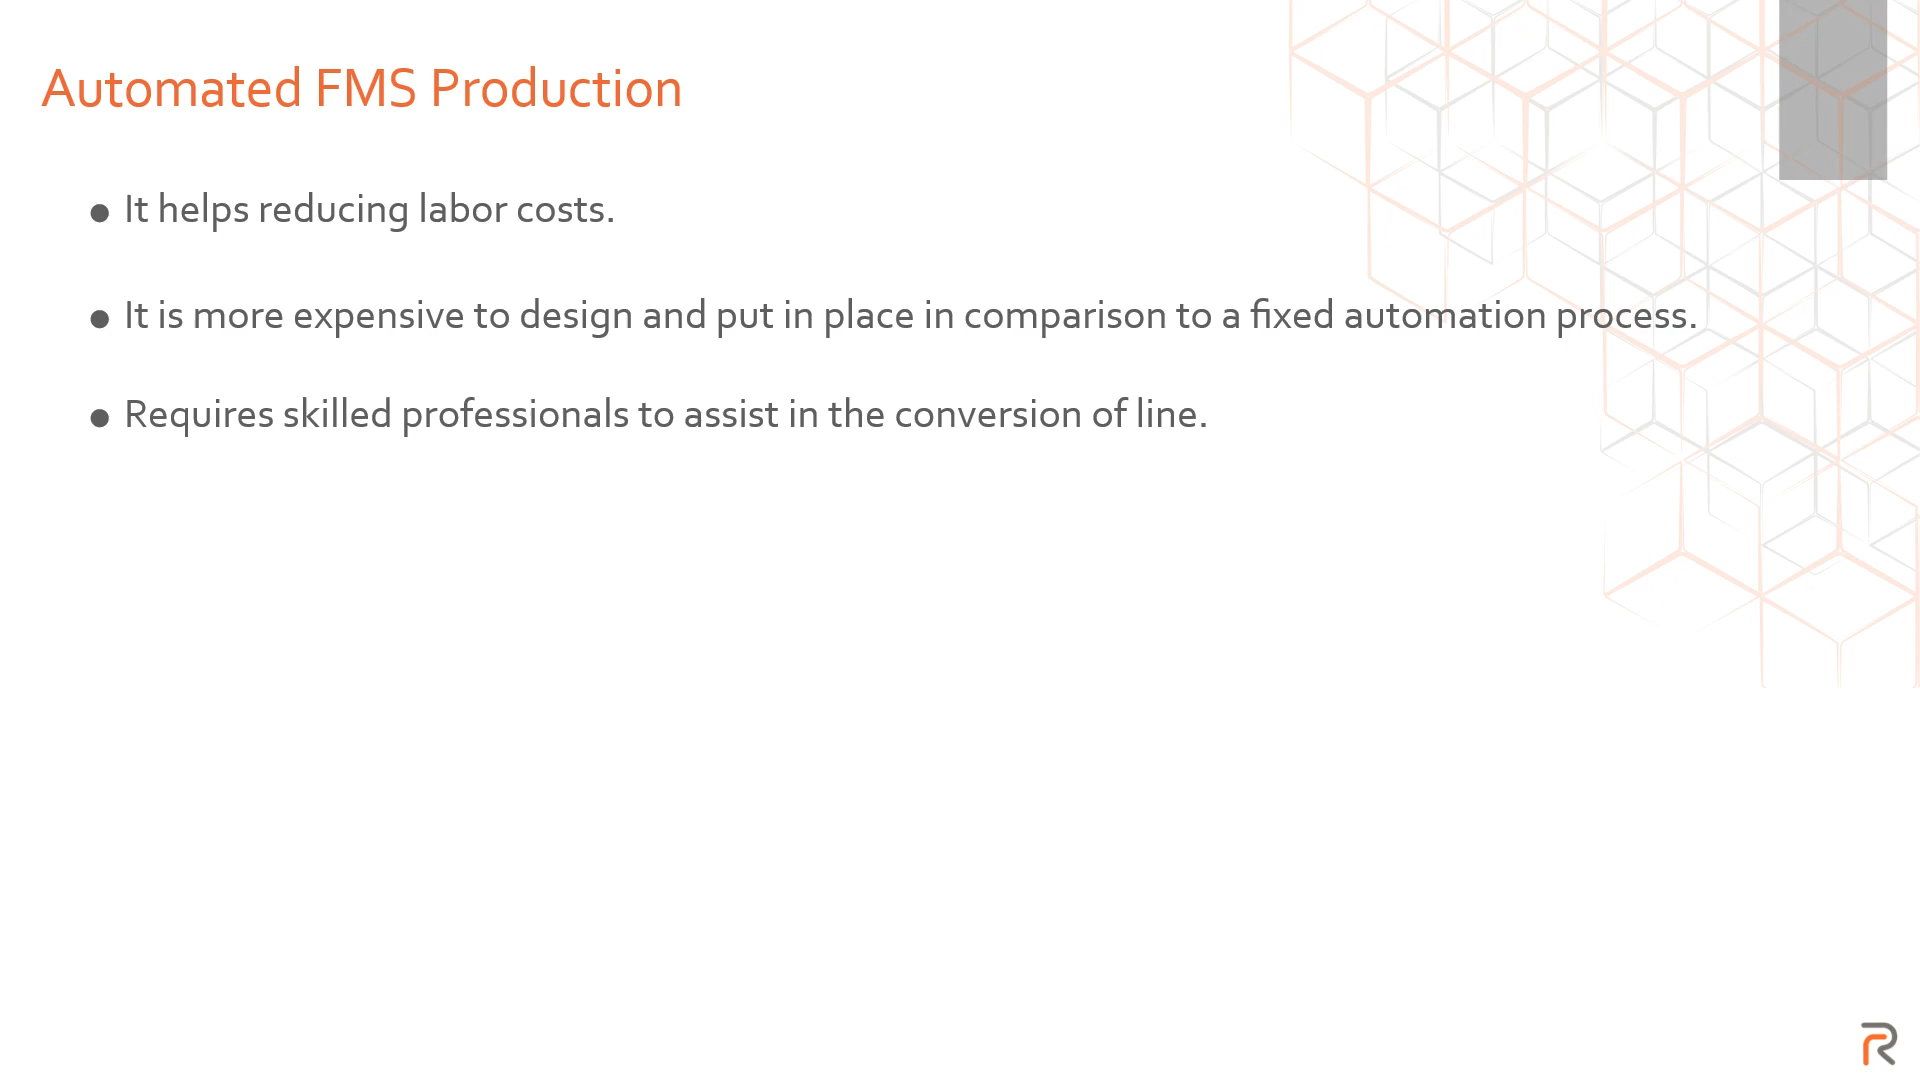 Automated FMS Production
● It helps reducing labor costs.
● It is more expensive to design and put in place in comparison to a fixed automation process.
● Requires skilled professionals to assist in the conversion of line.